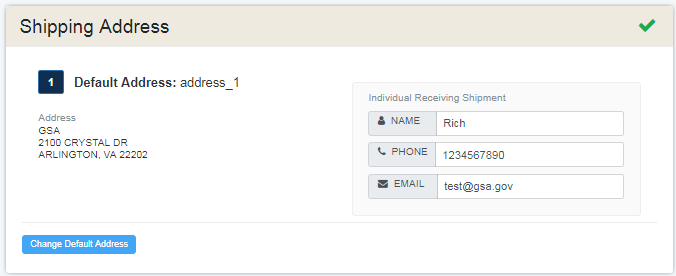 Shipping Address
1 Default Address: address_1
Address
GSA
2100 CRYSTAL DR
ARLINGTON, VA 22202
Individual Receiving Shipment
NAME Rich
PHONE 1234567890
EMAIL test@gsa.gov
Change Default Address